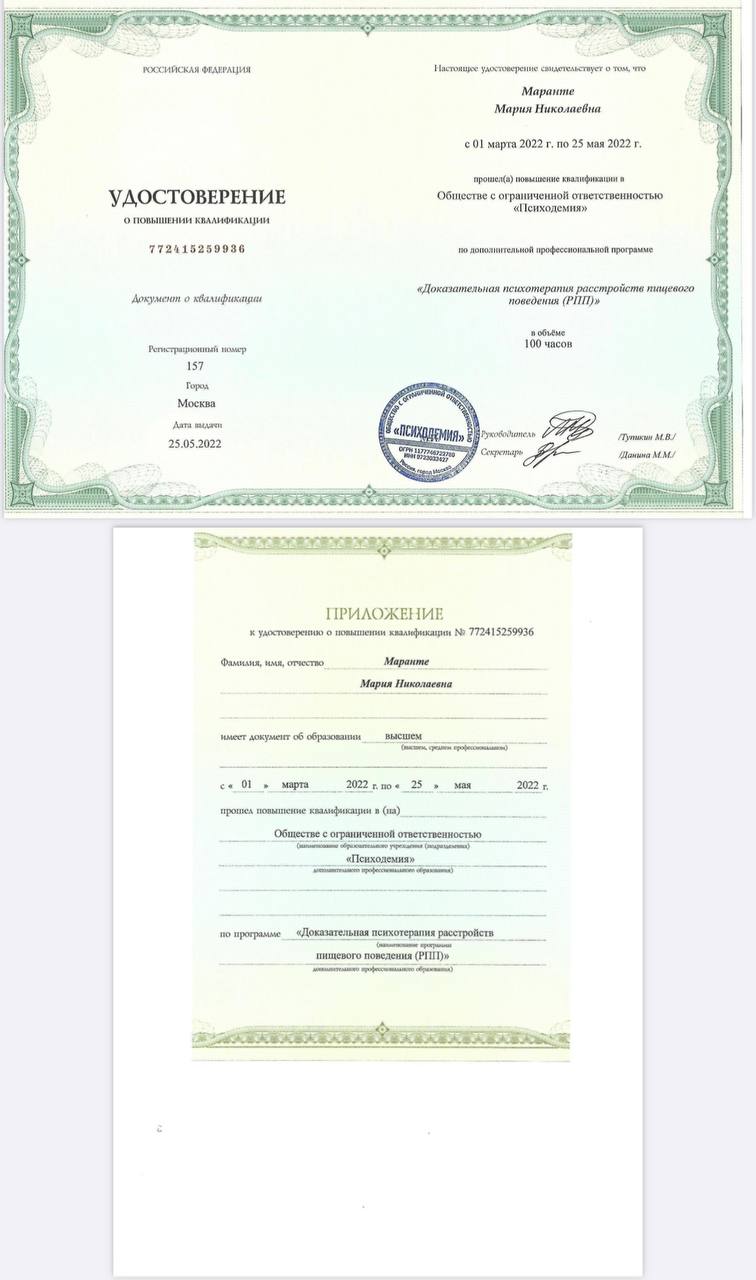 РОССИЙСКАЯ ФЕДЕРАЦИЯ
УДОСТОВЕРЕНИЕ
О ПОВЫШЕНИИ КВАЛИФИКАЦИИ
772415259936
Документ о квалификации
Регистрационный номер
157
Город
Москва
Дата выдачи
25.05.2022
Настоящее удостоверение свидетельствует о том, что
Маранте
Мария Николаевна
с 01 марта 2022 г. по 25 мая 2022 г.
прошел(а) повышение квалификации в
Обществе с ограниченной ответственностью
«Психодемия»
по дополнительной профессиональной программе
«Доказательная психотерапия расстройств пищевого
поведения (РПП)»
в объёме
100 часов
ОБЩЕСТВО С ОГРАНИЧЕННОЙ ОТВЕТСТВЕННОСТЬЮ
«ПСИХОДЕМИЯ»
ОГРН 1177746722780
ИНН 9723033427
Россия, город Москва
Руководитель /Тупикин М.В./
Секретарь /Данина М.М./
ПРИЛОЖЕНИЕ
к удостоверению о повышении квалификации № 772415259936
Фамилия, имя, отчество Маранте
Мария Николаевна
имеет документ об образовании высшем
(высшем, среднем профессиональном)
с « 01 » марта 2022 г. по « 25 » мая 2022 г.
прошел повышение квалификации в (на)
Обществе с ограниченной ответственностью
(наименование образовательного учреждения (подразделения)
«Психодемия»
дополнительного профессионального образования)
по программе «Доказательная психотерапия расстройств
(наименование программы
пищевого поведения (РПП)»
дополнительного профессионального образования)